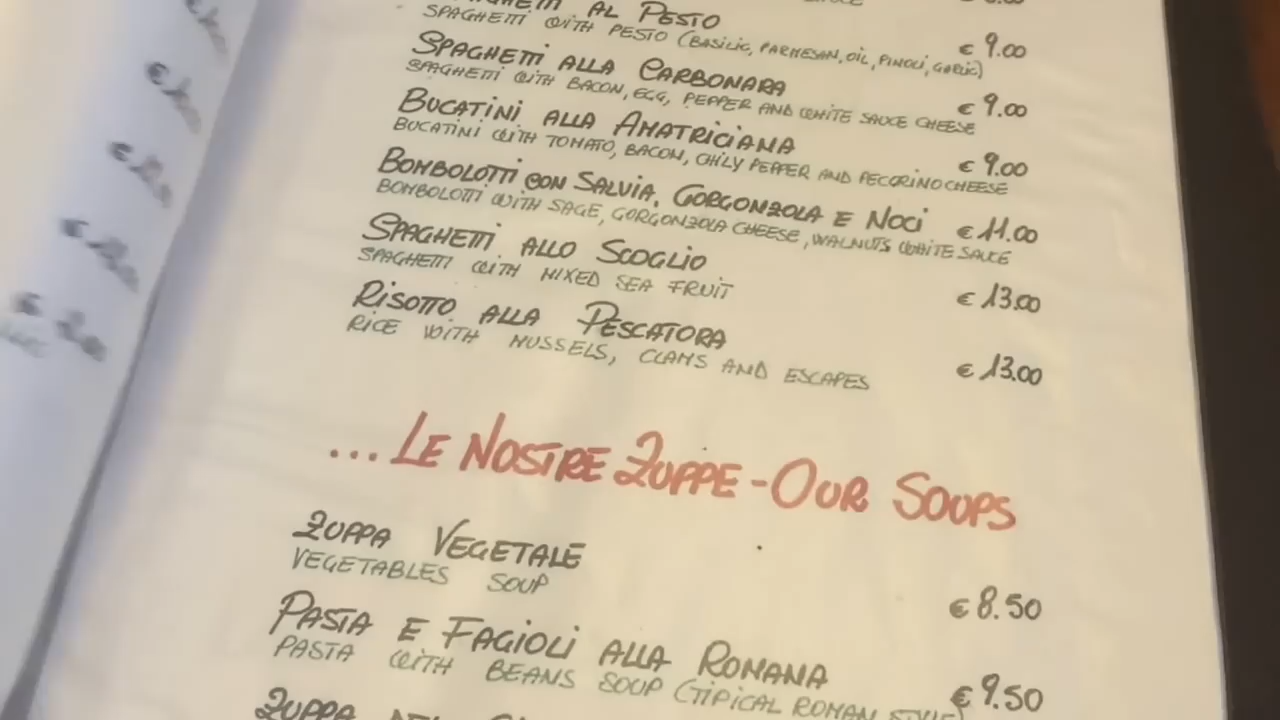 AL PESTO
SPAGHETTI WITH PESTO (BASILIC, PARMESAN, OIL, PINOLI, GARLIC) € 9.00
SPAGHETTI ALLA CARBONARA
SPAGHETTI WITH BACON, EGG, PEPPER AND WHITE SAUCE CHEESE € 9.00
BUCATINI ALLA AMATRICIANA
BUCATINI WITH TOMATO, BACON, CHILY PEPPER AND PECORINO CHEESE € 9.00
BOMBOLOTTI CON SALVIA, GORGONZOLA E NOCI € 11.00
BOMBOLOTTI WITH SAGE, GORGONZOLA CHEESE, WALNUTS WHITE SAUCE
SPAGHETTI ALLO SCOGLIO
SPAGHETTI WITH MIXED SEA FRUIT € 13.00
RISOTTO ALLA PESCATORA
RICE WITH MUSSELS, CLAMS AND ESCAPES € 13.00
... LE NOSTRE ZUPPE - OUR SOUPS
ZUPPA VEGETALE
VEGETABLES SOUP € 8.50
PASTA E FAGIOLI ALLA ROMANA
PASTA WITH BEANS SOUP (TIPICAL ROMAN STYLE) € 9.50
ZUPPA